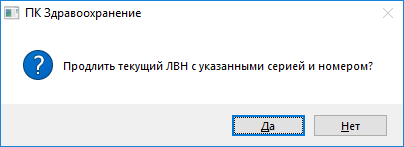 ПК Здравоохранение
Продлить текущий ЛВН с указанными серией и номером?
Да
Нет